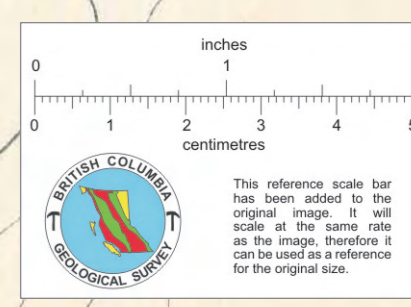 inches
0 1
0 1 2 3 4 5
centimetres
BRITISH COLUMBIA
GEOLOGICAL SURVEY
This reference scale bar
has been added to the
original image. It will
scale at the same rate
as the image, therefore it
can be used as a reference
for the original size.